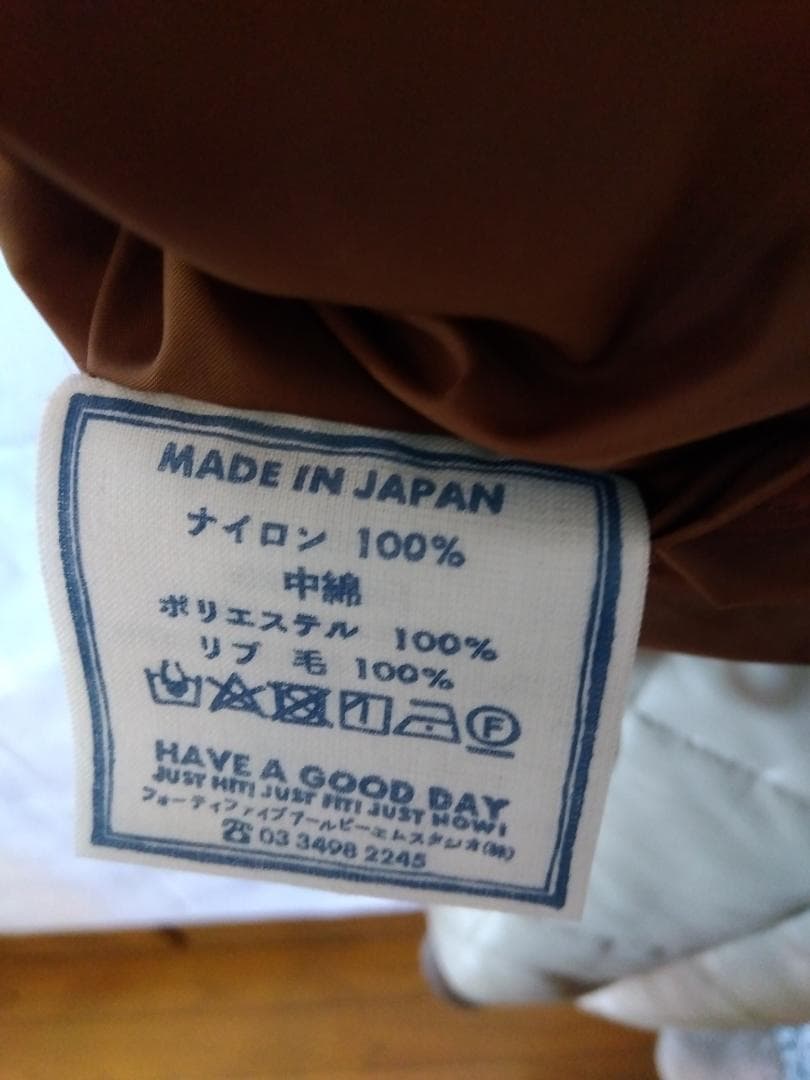 MADE IN JAPAN
ナイロン 100%
中綿
ポリエステル 100%
リブ 毛 100%
F
HAVE A GOOD DAY
JUST HIT! JUST FIT! JUST NOW!
フォーティファイブアールピーエムスタジオ(株)
☎ 03 3498 2245